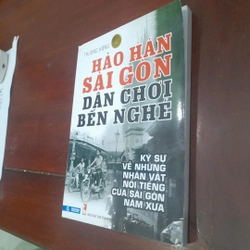 HẢO HÁN
SÀI GÒN
DÂN CHƠI
BẾN NGHÉ
KÝ SỰ
VỀ NHỮNG
NHÂN VẬT
NỔI TIẾNG
CỦA SÀI GÒN
NĂM XƯA